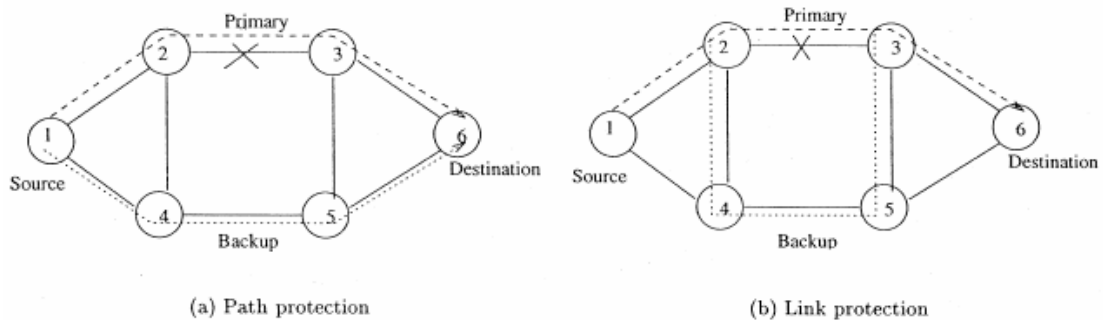 Primary
2
3
1
6
Source
Destination
4
5
Backup
(a) Path protection
Primary
2
3
1
6
Source
Destination
4
5
Backup
(b) Link protection